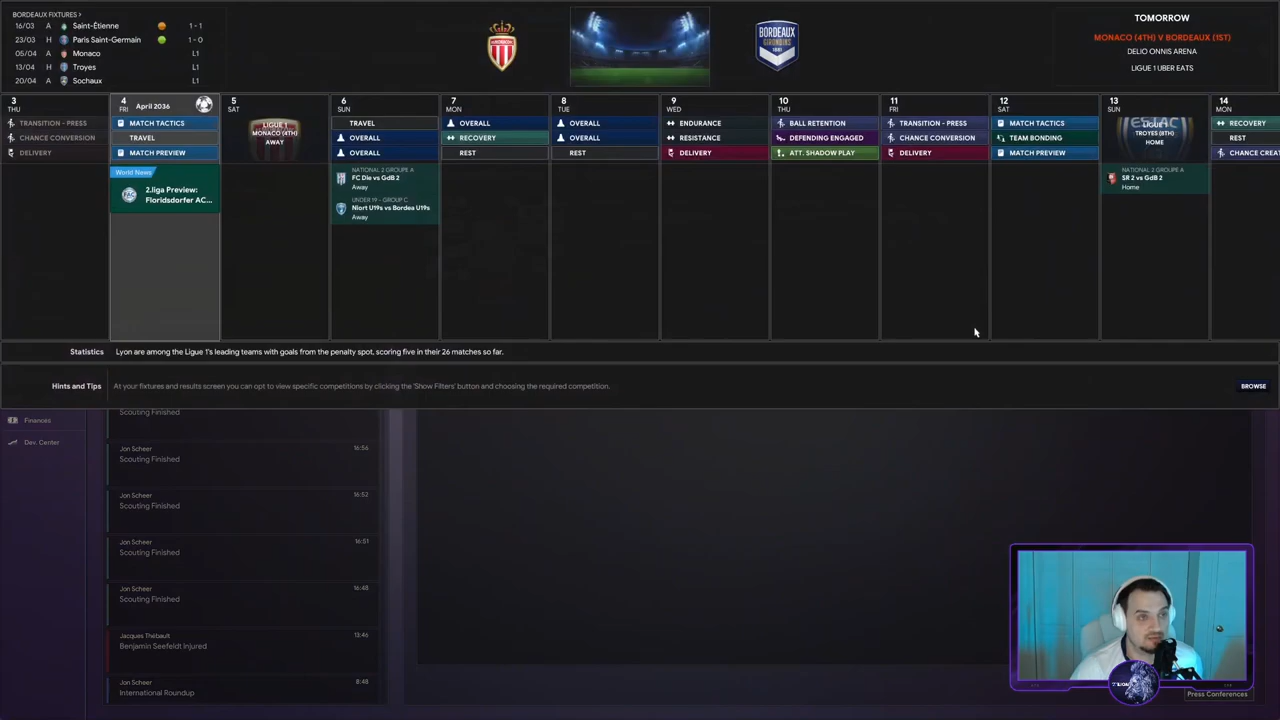 BORDEAUX FIXTURES >
16/03 A Saint-Étienne 1 - 1
23/03 H Paris Saint-Germain 1 - 0
05/04 A Monaco L1
13/04 H Troyes L1
20/04 A Sochaux L1
BORDEAUX
GIRONDINS
TOMORROW
MONACO (4TH) V BORDEAUX (1ST)
DELIO ONNIS ARENA
LIGUE 1 UBER EATS
3
THU
TRANSITION - PRESS
CHANCE CONVERSION
DELIVERY
4
FRI April 2036
MATCH TACTICS
TRAVEL
MATCH PREVIEW
World News
2.liga Preview:
Floridsdorfer AC...
5
SAT
LIGUE 1
MONACO (4TH)
AWAY
6
SUN
TRAVEL
OVERALL
OVERALL
NATIONAL 2 GROUPE A
FC Die vs GdB 2
Away
UNDER 19 - GROUP C
Niort U19s vs Bordea U19s
Away
7
MON
OVERALL
RECOVERY
REST
8
TUE
OVERALL
OVERALL
REST
9
WED
ENDURANCE
RESISTANCE
DELIVERY
10
THU
BALL RETENTION
DEFENDING ENGAGED
ATT. SHADOW PLAY
11
FRI
TRANSITION - PRESS
CHANCE CONVERSION
DELIVERY
12
SAT
MATCH TACTICS
TEAM BONDING
MATCH PREVIEW
13
SUN
LIGUE 1
TROYES (8TH)
HOME
NATIONAL 2 GROUPE A
SR 2 vs GdB 2
Home
14
MON
RECOVERY
REST
CHANCE CREAT
Statistics Lyon are among the Ligue 1's leading teams with goals from the penalty spot, scoring five in their 26 matches so far.
Hints and Tips At your fixtures and results screen you can opt to view specific competitions by clicking the 'Show Filters' button and choosing the required competition. BROWSE
Finances
Dev. Center
Scouting Finished
Jon Scheer 16:56
Scouting Finished
Jon Scheer 16:52
Scouting Finished
Jon Scheer 16:51
Scouting Finished
Jon Scheer 16:48
Scouting Finished
Jacques Thébault 13:46
Benjamin Seefeldt Injured
Jon Scheer 8:48
International Roundup
Press Conferences